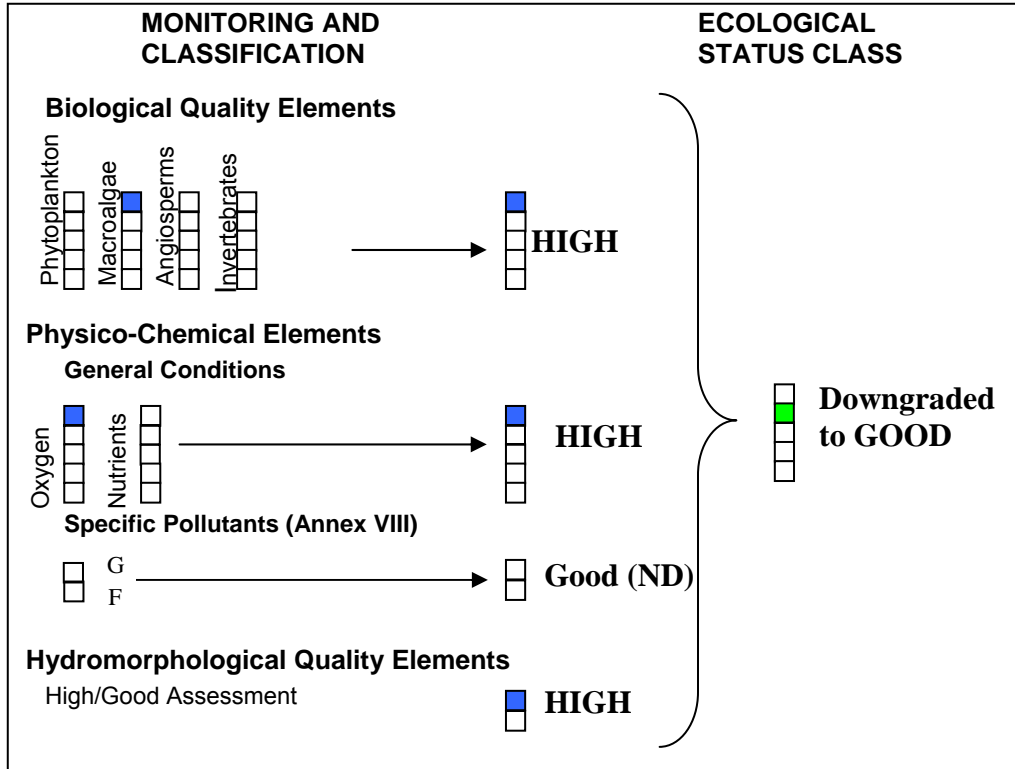 MONITORING AND
CLASSIFICATION
ECOLOGICAL
STATUS CLASS
Biological Quality Elements
Phytoplankton
Macroalgae
Angiosperms
Invertebrates
HIGH
Physico-Chemical Elements
General Conditions
Oxygen
Nutrients
HIGH
Downgraded
to GOOD
Specific Pollutants (Annex VIII)
G
F
Good (ND)
Hydromorphological Quality Elements
High/Good Assessment
HIGH